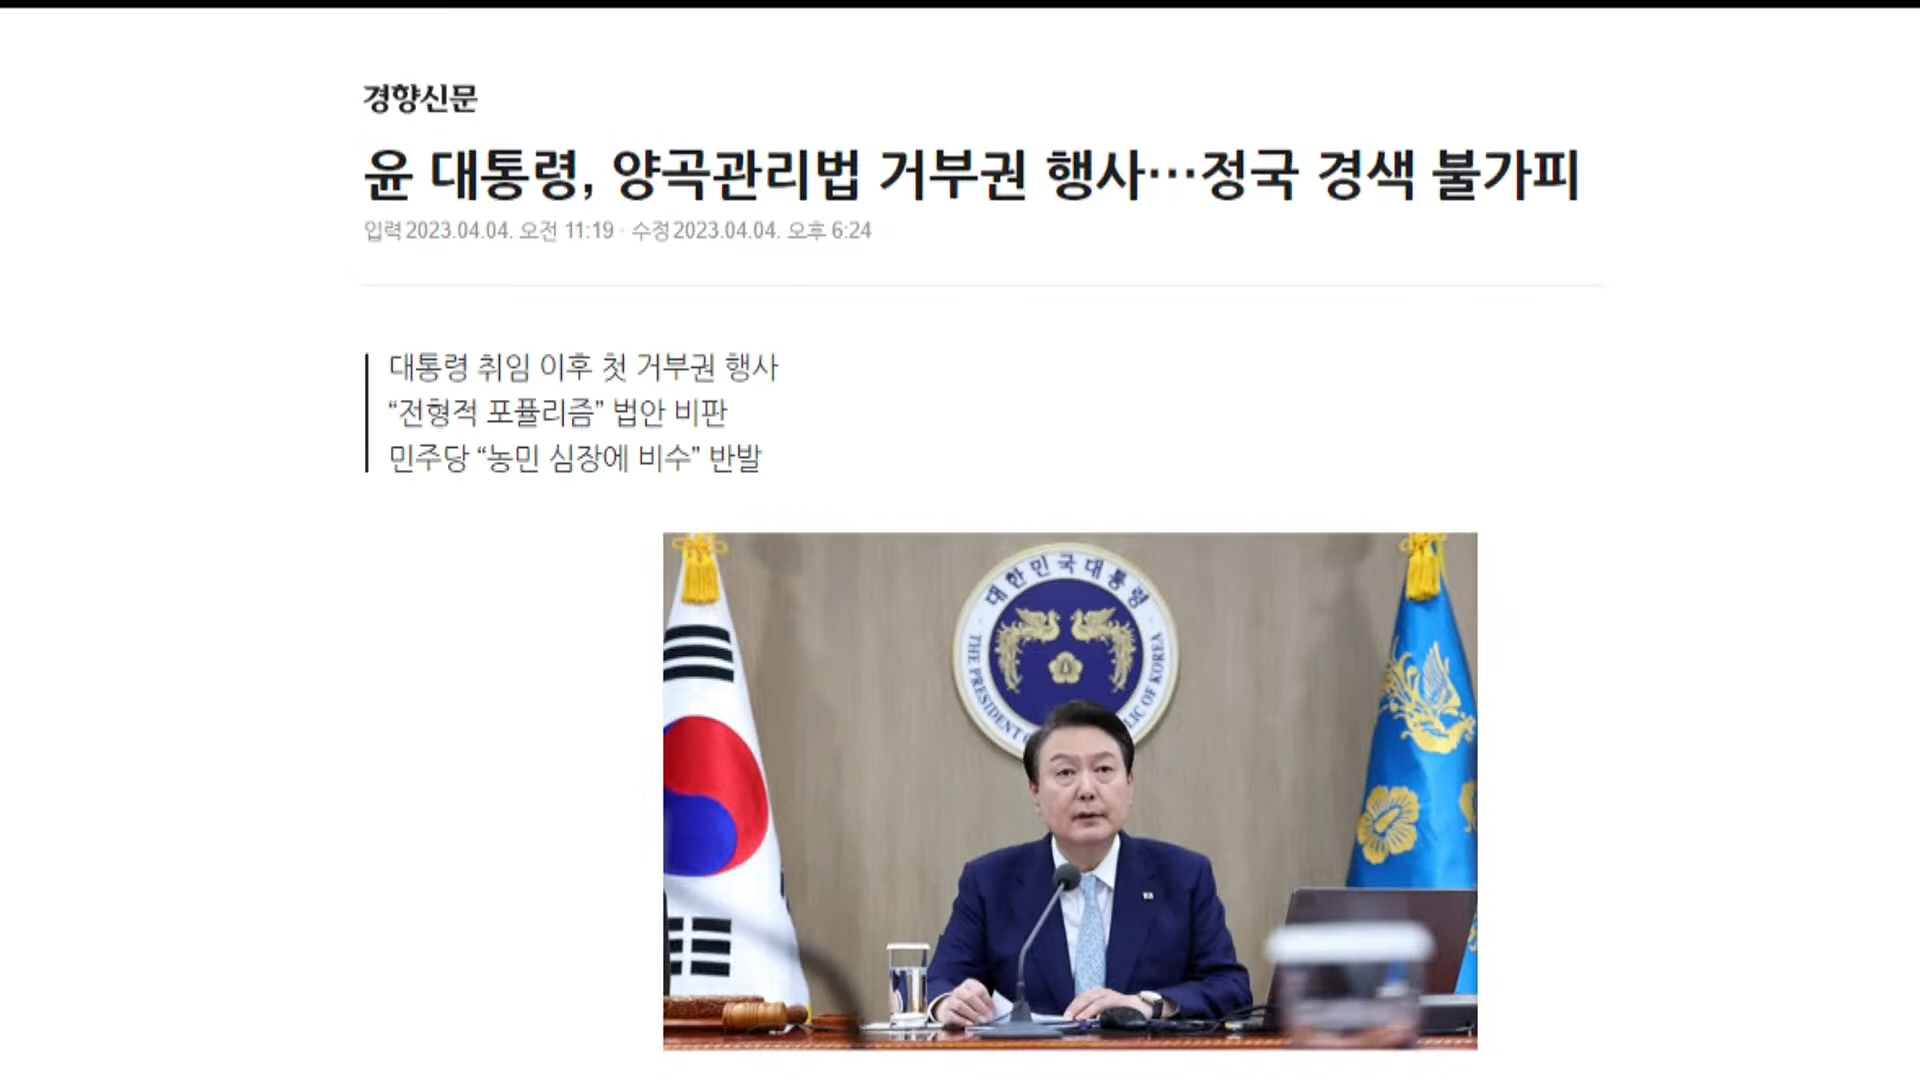 경향신문
윤 대통령, 양곡관리법 거부권 행사…정국 경색 불가피
입력 2023.04.04. 오전 11:19 · 수정 2023.04.04. 오후 6:24
대통령 취임 이후 첫 거부권 행사
“전형적 포퓰리즘” 법안 비판
민주당 “농민 심장에 비수” 반발
대한민국대통령
THE PRESIDENT
LIC OF KOREA